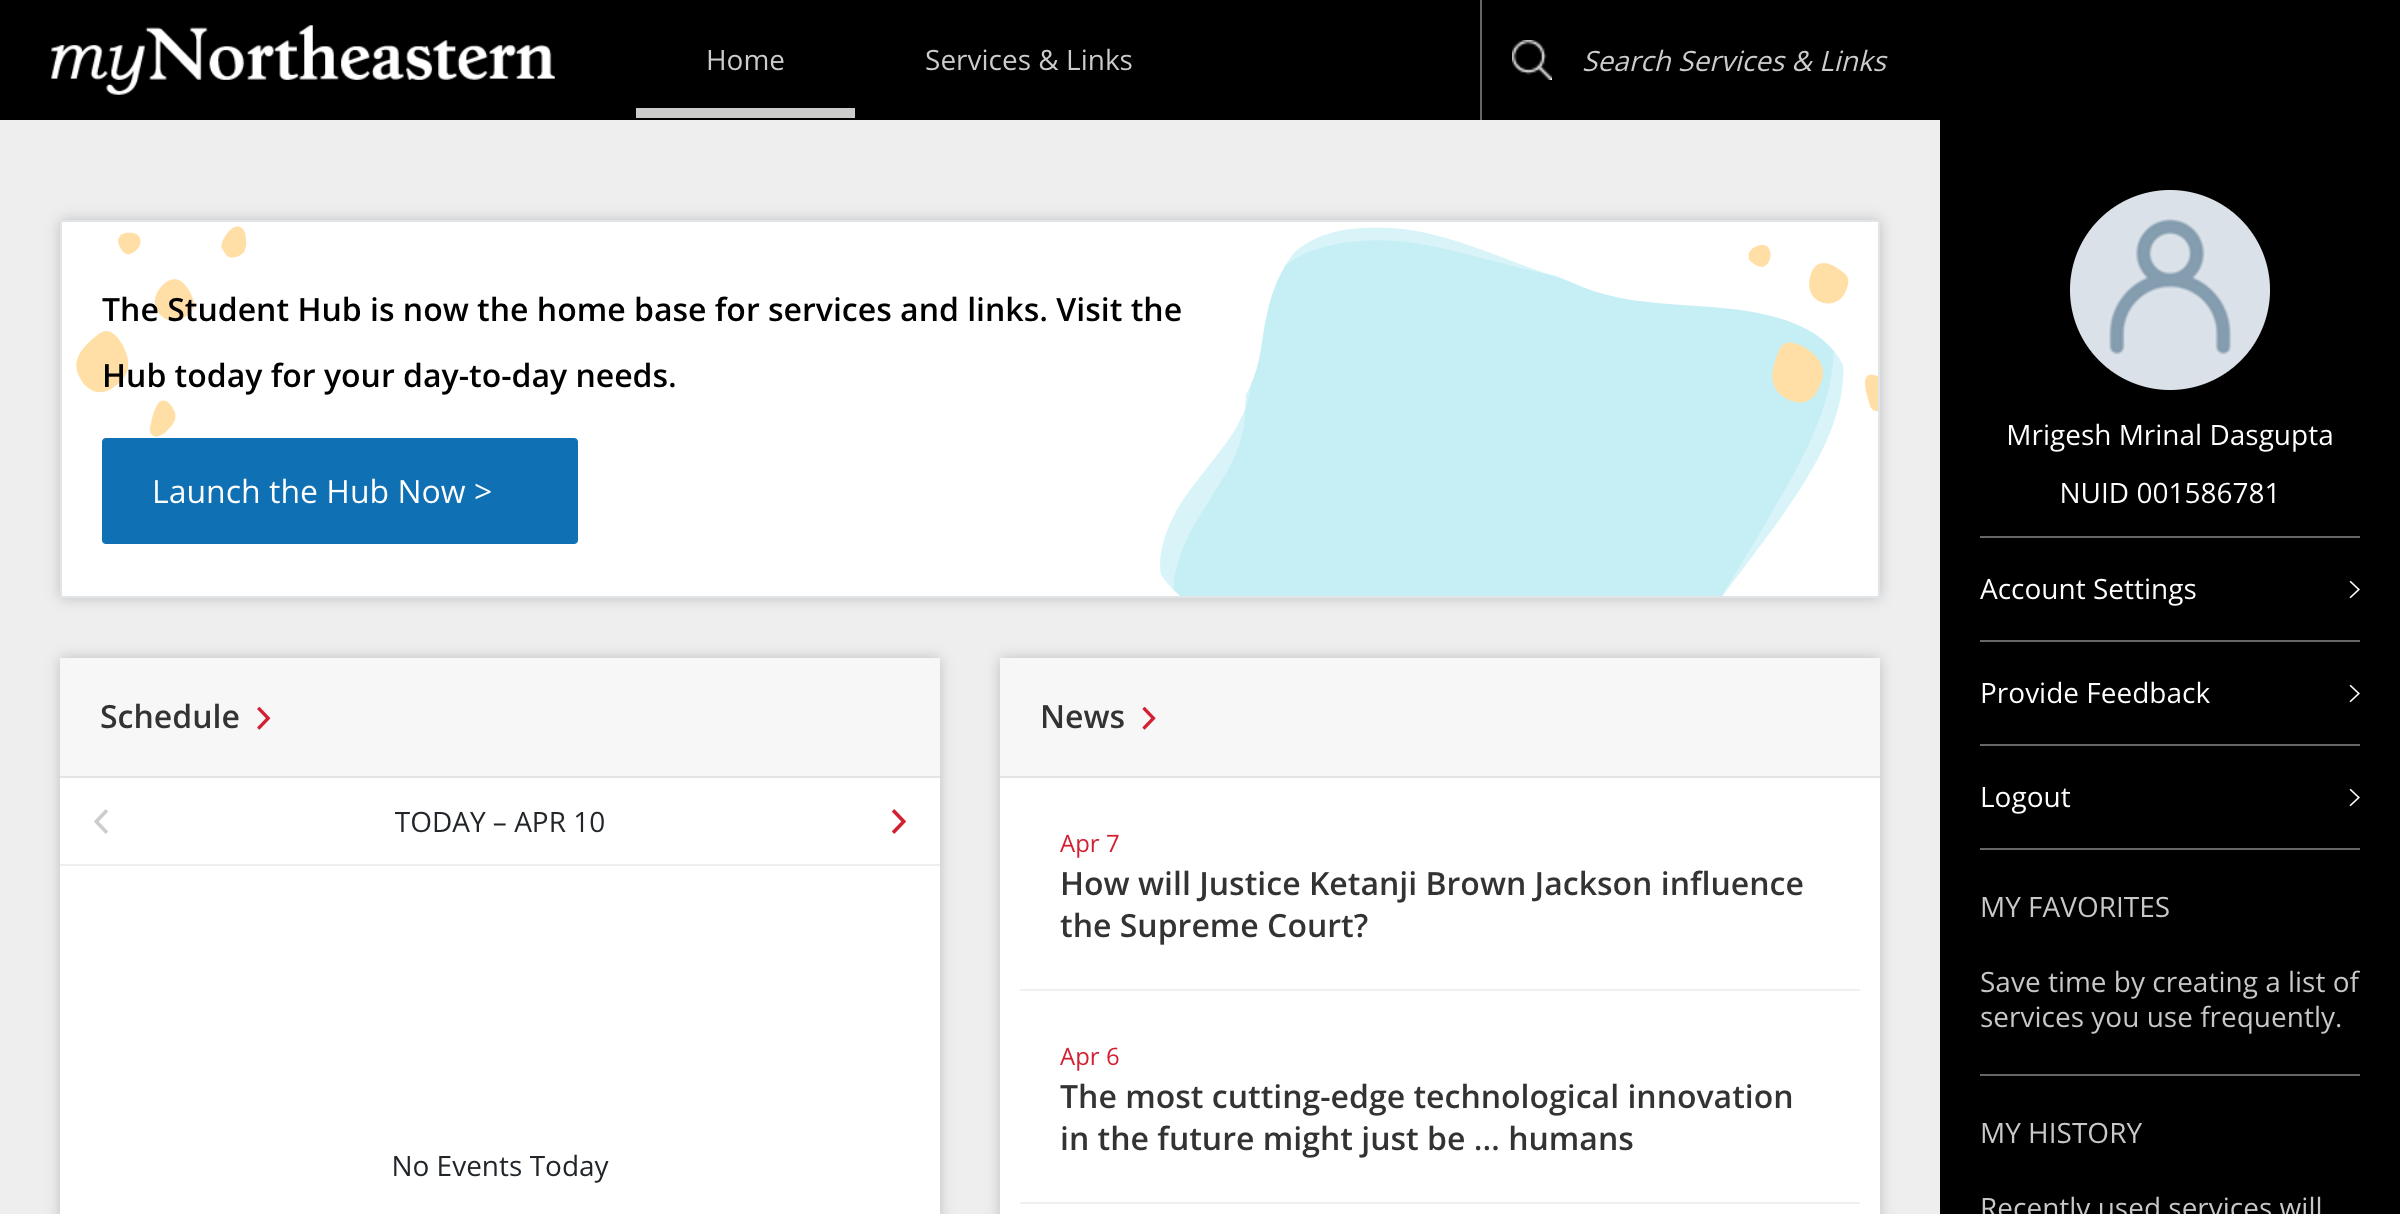 myNortheastern
Home
Services & Links
Search Services & Links
The Student Hub is now the home base for services and links. Visit the
Hub today for your day-to-day needs.
Launch the Hub Now >
Schedule
TODAY – APR 10
No Events Today
News
Apr 7
How will Justice Ketanji Brown Jackson influence
the Supreme Court?
Apr 6
The most cutting-edge technological innovation
in the future might just be ... humans
Mrigesh Mrinal Dasgupta
NUID 001586781
Account Settings
Provide Feedback
Logout
MY FAVORITES
Save time by creating a list of
services you use frequently.
MY HISTORY
Recently used services will